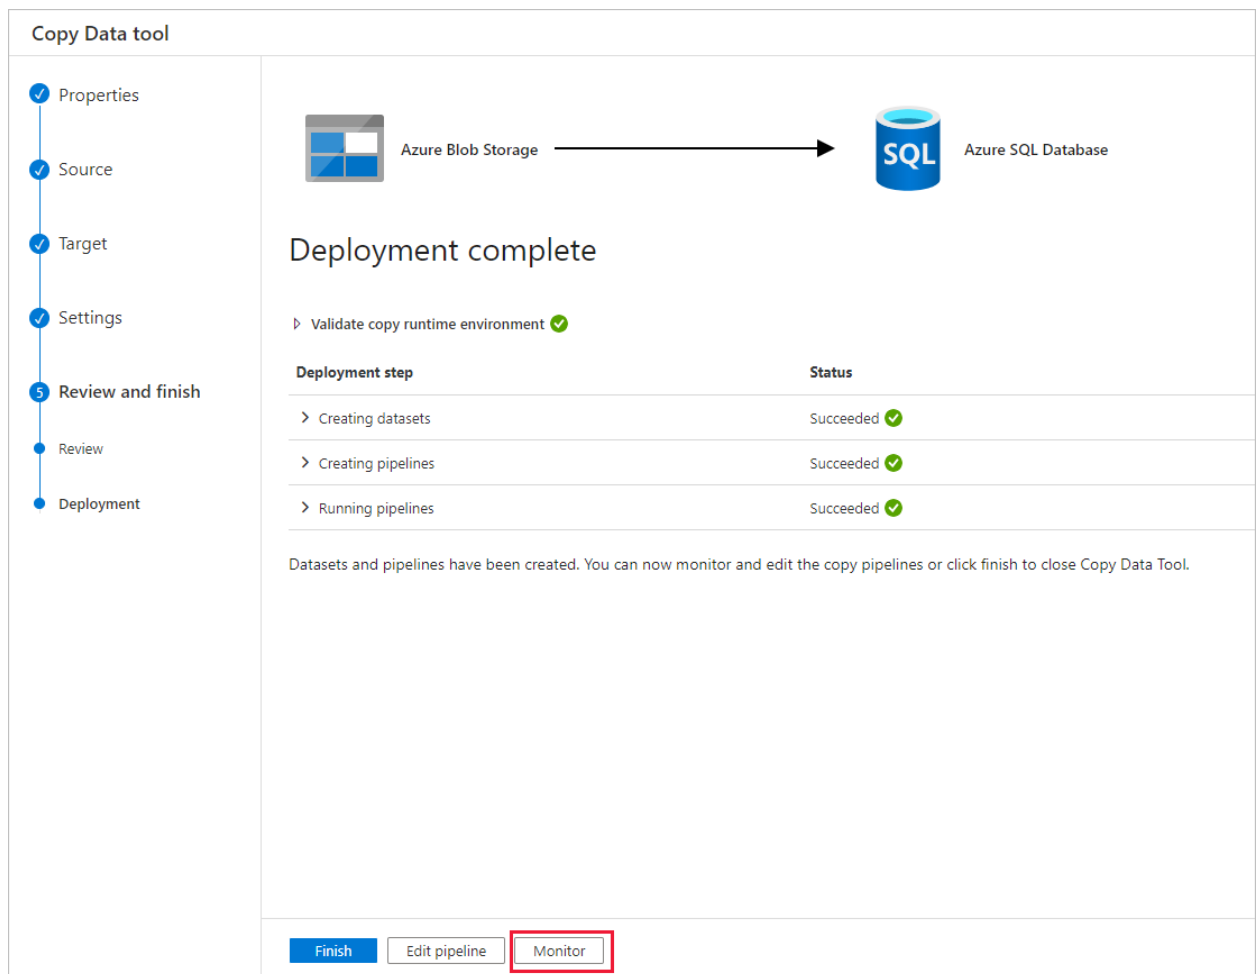 Copy Data tool
Properties
Source
Target
Settings
5 Review and finish
Review
Deployment
Azure Blob Storage
SQL
Azure SQL Database
Deployment complete
Validate copy runtime environment
Deployment step Status
Creating datasets Succeeded
Creating pipelines Succeeded
Running pipelines Succeeded
Datasets and pipelines have been created. You can now monitor and edit the copy pipelines or click finish to close Copy Data Tool.
Finish Edit pipeline Monitor